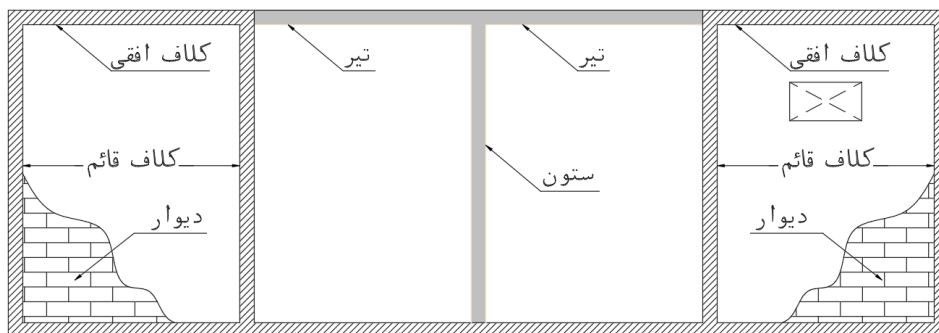 کلاف افقی
تیر
تیر
کلاف افقی
کلاف قائم
ستون
کلاف قائم
دیوار
دیوار